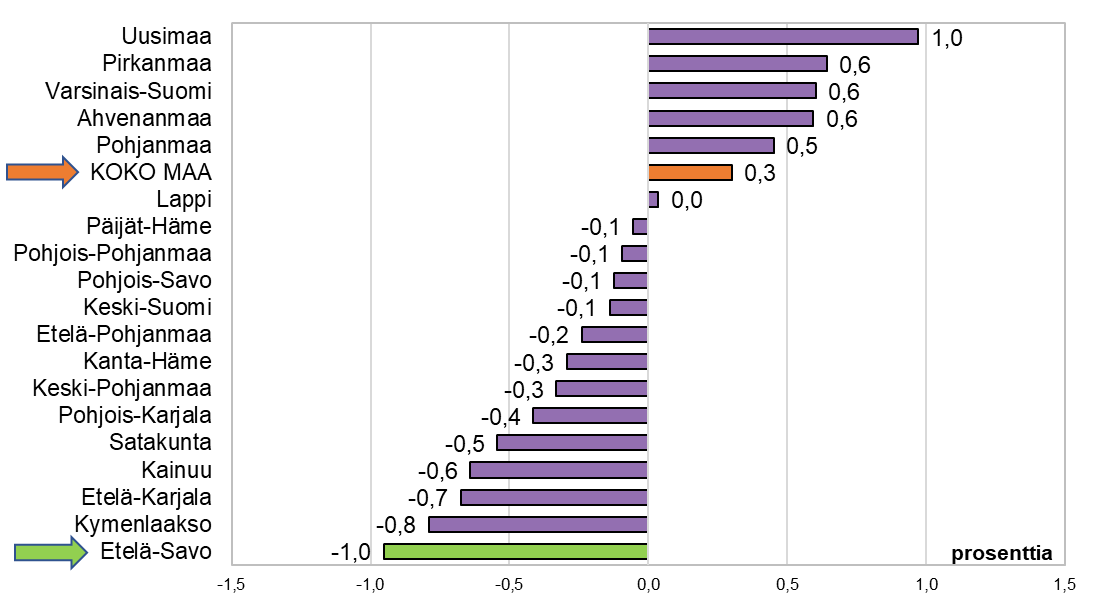 Uusimaa 1,0
Pirkanmaa 0,6
Varsinais-Suomi 0,6
Ahvenanmaa 0,6
Pohjanmaa 0,5
KOKO MAA 0,3
Lappi 0,0
Päijät-Häme -0,1
Pohjois-Pohjanmaa -0,1
Pohjois-Savo -0,1
Keski-Suomi -0,1
Etelä-Pohjanmaa -0,2
Kanta-Häme -0,3
Keski-Pohjanmaa -0,3
Pohjois-Karjala -0,4
Satakunta -0,5
Kainuu -0,6
Etelä-Karjala -0,7
Kymenlaakso -0,8
Etelä-Savo -1,0
prosenttia
-1,5 -1,0 -0,5 0,0 0,5 1,0 1,5